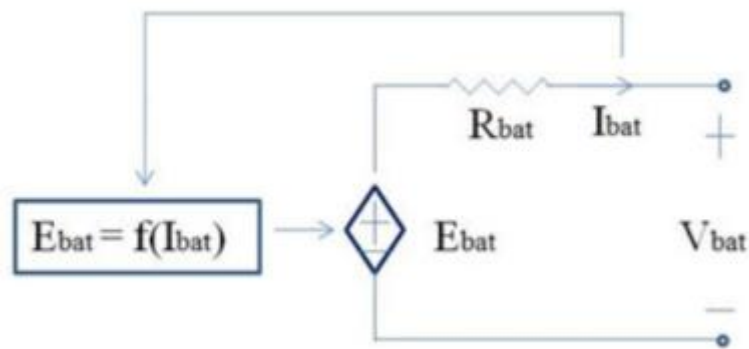 Rbat
Ibat
+
Ebat = f(Ibat)
+
−
Ebat
Vbat
−